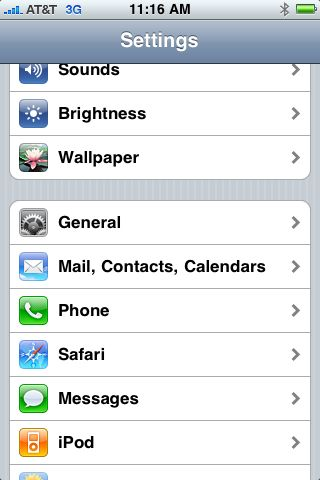 AT&T 3G 11:16 AM
Settings
Sounds
Brightness
Wallpaper
General
Mail, Contacts, Calendars
Phone
Safari
Messages
iPod